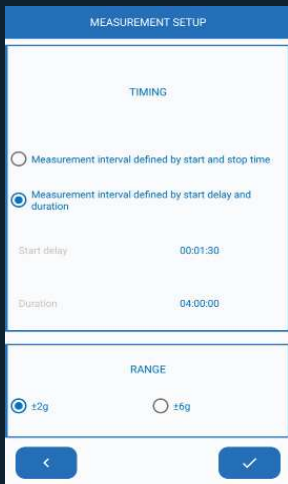 MEASUREMENT SETUP
TIMING
Measurement interval defined by start and stop time
Measurement interval defined by start delay and
duration
Start delay 00:01:30
Duration 04:00:00
RANGE
±2g ±6g